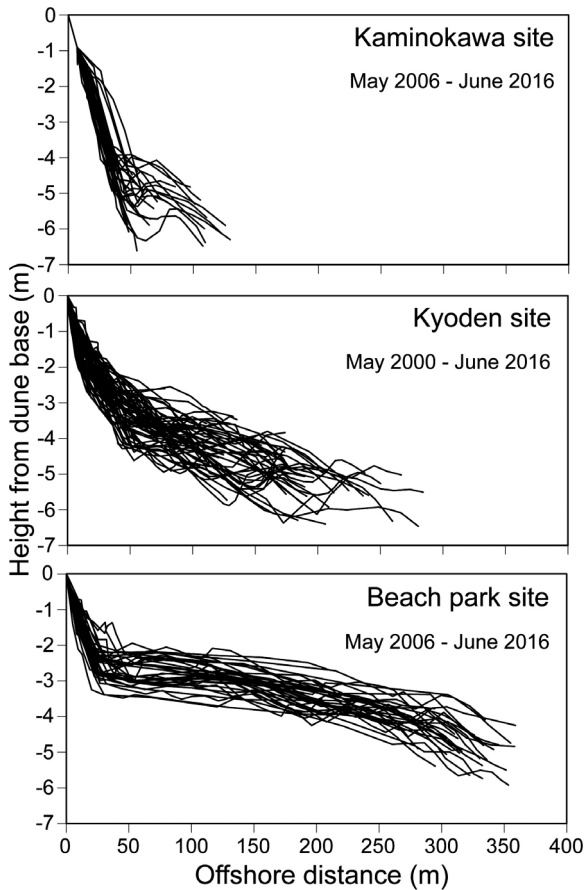 Height from dune base (m)
0
-1
-2
-3
-4
-5
-6
-7
Kaminokawa site
May 2006 - June 2016
0
-1
-2
-3
-4
-5
-6
-7
Kyoden site
May 2000 - June 2016
0
-1
-2
-3
-4
-5
-6
-7
Beach park site
May 2006 - June 2016
0 50 100 150 200 250 300 350 400
Offshore distance (m)